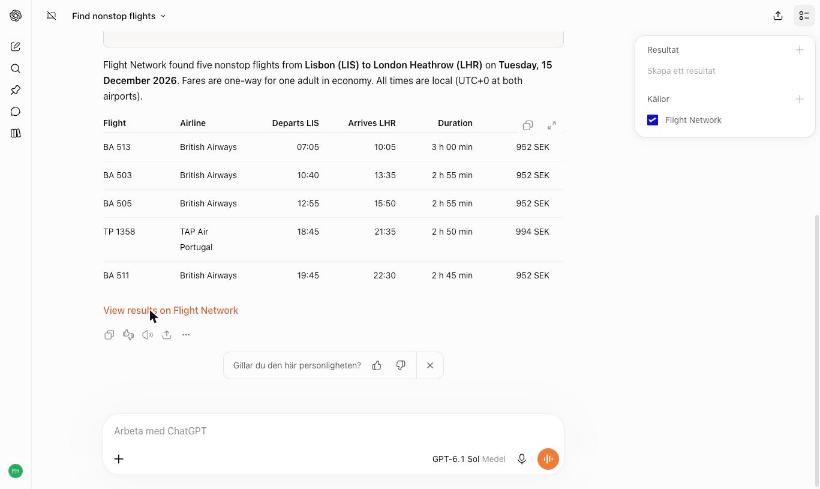 Find nonstop flights
Resultat
Skapa ett resultat
Källor
Flight Network
Flight Network found five nonstop flights from Lisbon (LIS) to London Heathrow (LHR) on Tuesday, 15
December 2026. Fares are one-way for one adult in economy. All times are local (UTC+0 at both
airports).
Flight Airline Departs LIS Arrives LHR Duration
BA 513 British Airways 07:05 10:05 3 h 00 min 952 SEK
BA 503 British Airways 10:40 13:35 2 h 55 min 952 SEK
BA 505 British Airways 12:55 15:50 2 h 55 min 952 SEK
TP 1358 TAP Air 18:45 21:35 2 h 50 min 994 SEK
Portugal
BA 511 British Airways 19:45 22:30 2 h 45 min 952 SEK
View results on Flight Network
Gillar du den här personligheten?
Arbeta med ChatGPT
GPT-6.1 Sol Medel